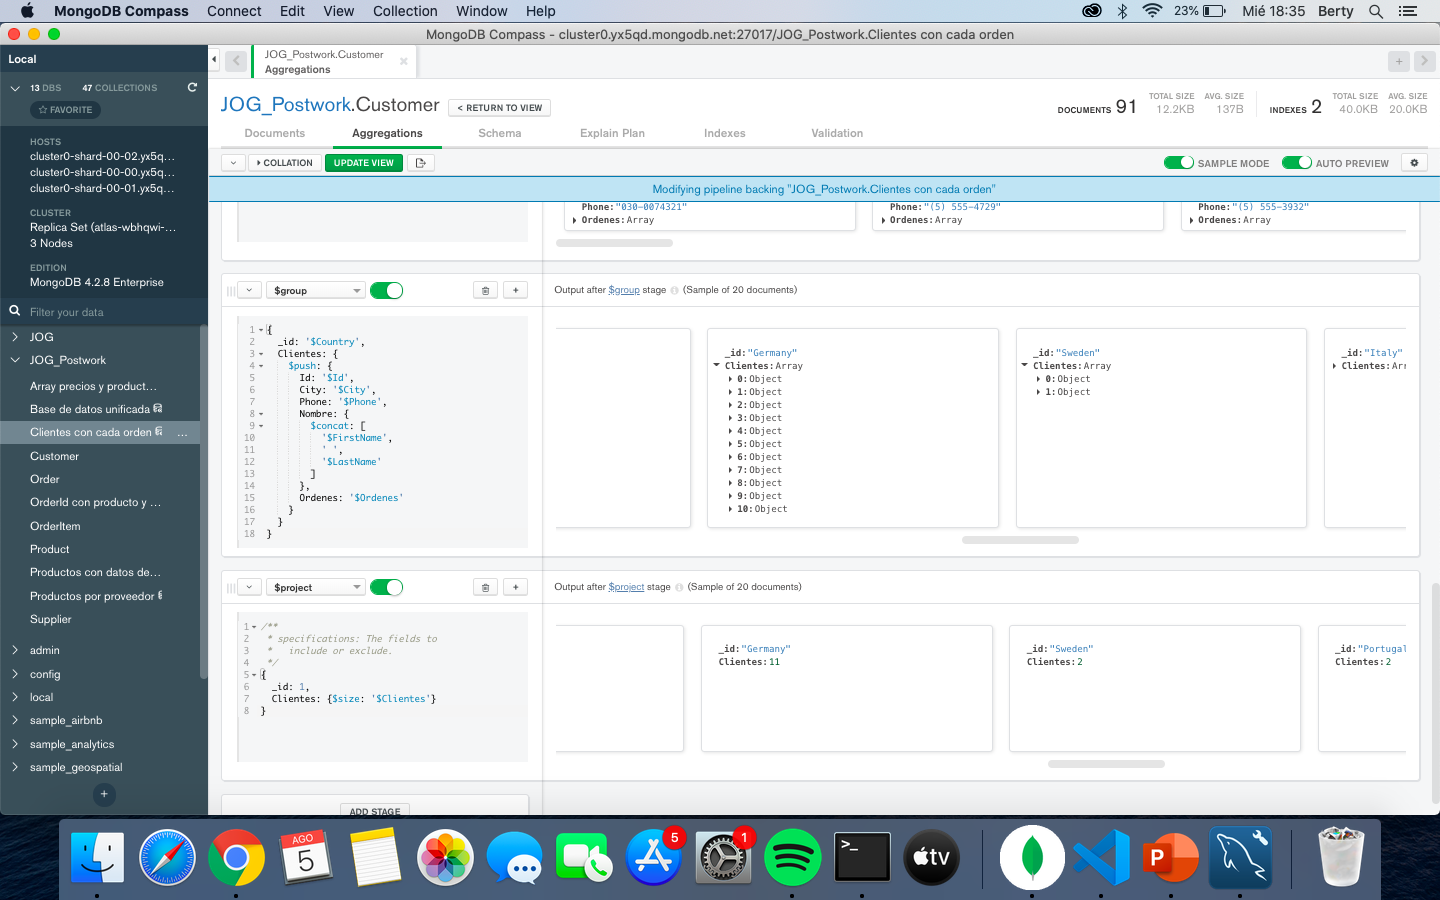 MongoDB Compass Connect Edit View Collection Window Help 23% Mié 18:35 Berty
MongoDB Compass - cluster0.yx5qd.mongodb.net:27017/JOG_Postwork.Clientes con cada orden
Local
13 DBS 47 COLLECTIONS
FAVORITE
HOSTS
cluster0-shard-00-02.yx5q...
cluster0-shard-00-00.yx5q...
cluster0-shard-00-01.yx5q...
CLUSTER
Replica Set (atlas-wbhqwi-...
3 Nodes
EDITION
MongoDB 4.2.8 Enterprise
Filter your data
JOG
JOG_Postwork
Array precios y product...
Base de datos unificada
Clientes con cada orden ...
Customer
Order
OrderId con producto y ...
OrderItem
Product
Productos con datos de...
Productos por proveedor
Supplier
admin
config
local
sample_airbnb
sample_analytics
sample_geospatial
+
JOG_Postwork.Customer
Aggregations
JOG_Postwork.Customer < RETURN TO VIEW
DOCUMENTS 91 TOTAL SIZE 12.2KB AVG. SIZE 137B INDEXES 2 TOTAL SIZE 40.0KB AVG. SIZE 20.0KB
Documents Aggregations Schema Explain Plan Indexes Validation
COLLATION UPDATE VIEW SAMPLE MODE AUTO PREVIEW
Modifying pipeline backing "JOG_Postwork.Clientes con cada orden"
Phone:"030-0074321" Phone:"(5) 555-4729" Phone:"(5) 555-3932"
Ordenes:Array Ordenes:Array Ordenes:Array
$group + Output after $group stage (Sample of 20 documents)
1 {
2 _id: '$Country',
3 Clientes: {
4 $push: {
5 Id: '$Id',
6 City: '$City',
7 Phone: '$Phone',
8 Nombre: {
9 $concat: [
10 '$FirstName',
11 ' ',
12 '$LastName'
13 ]
14 },
15 Ordenes: '$Ordenes'
16 }
17 }
18 }
_id:"Germany"
Clientes:Array
0:Object
1:Object
2:Object
3:Object
4:Object
5:Object
6:Object
7:Object
8:Object
9:Object
10:Object
_id:"Sweden"
Clientes:Array
0:Object
1:Object
_id:"Italy"
Clientes:Arr
$project + Output after $project stage (Sample of 20 documents)
1 /**
2 * specifications: The fields to
3 * include or exclude.
4 */
5 {
6 _id: 1,
7 Clientes: {$size: '$Clientes'}
8 }
_id:"Germany"
Clientes:11
_id:"Sweden"
Clientes:2
_id:"Portugal
Clientes:2
ADD STAGE
AGO
5
5
1
>_
tv
P